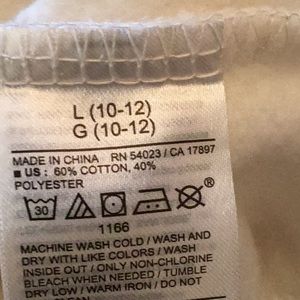 L (10-12)
G (10-12)
MADE IN CHINA RN 54023 / CA 17897
■ US : 60% COTTON, 40%
POLYESTER
30
1166
MACHINE WASH COLD / WASH AND
DRY WITH LIKE COLORS / WASH
INSIDE OUT / ONLY NON-CHLORINE
BLEACH WHEN NEEDED / TUMBLE
DRY LOW / WARM IRON / DO NOT